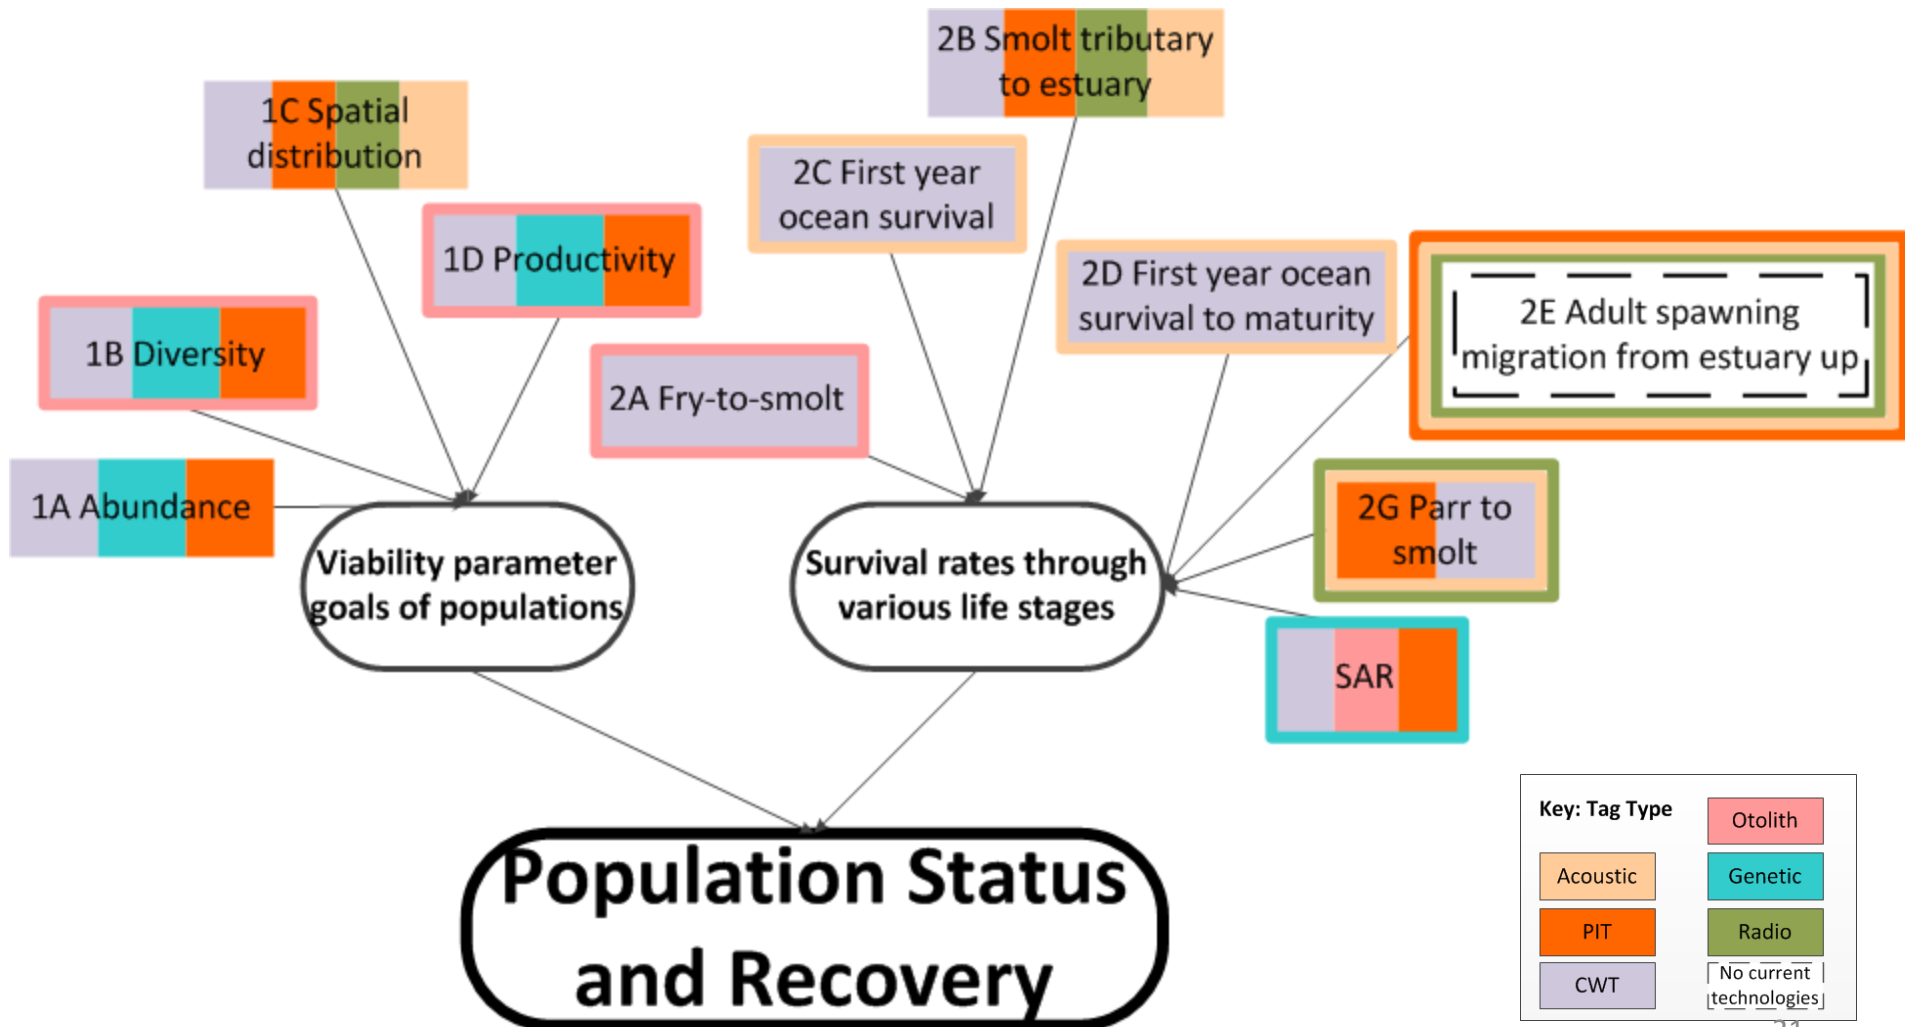 2B Smolt tributary
to estuary
1C Spatial
distribution
2C First year
ocean survival
1D Productivity
2D First year ocean
survival to maturity
2E Adult spawning
migration from estuary up
1B Diversity
2A Fry-to-smolt
1A Abundance
2G Parr to
smolt
Viability parameter
goals of populations
Survival rates through
various life stages
SAR
Population Status
and Recovery
Key: Tag Type
Otolith
Acoustic
Genetic
PIT
Radio
CWT
No current
technologies